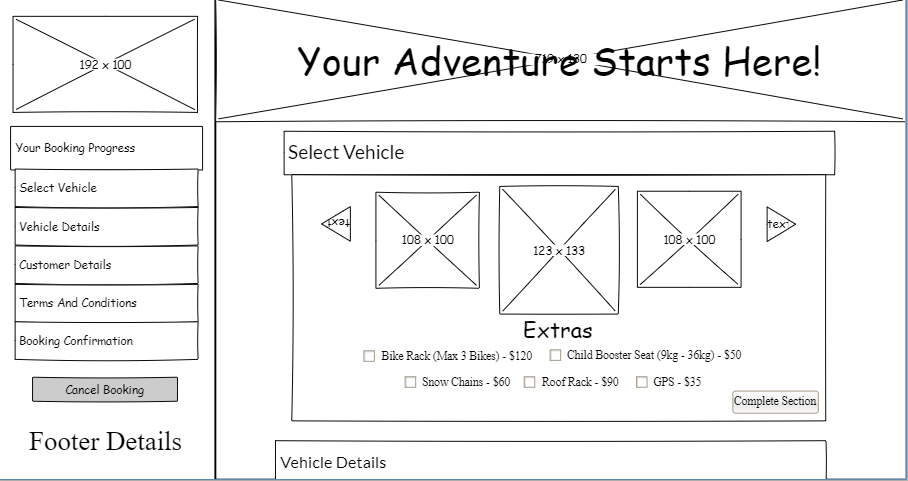 192 x 100
Your Booking Progress
Select Vehicle
Vehicle Details
Customer Details
Terms And Conditions
Booking Confirmation
Cancel Booking
Footer Details
Your Adventure Starts Here!
Select Vehicle
text
108 x 100
123 x 133
108 x 100
Extras
Bike Rack (Max 3 Bikes) - $120
Child Booster Seat (9kg - 36kg) - $50
Snow Chains - $60
Roof Rack - $90
GPS - $35
Complete Section
Vehicle Details